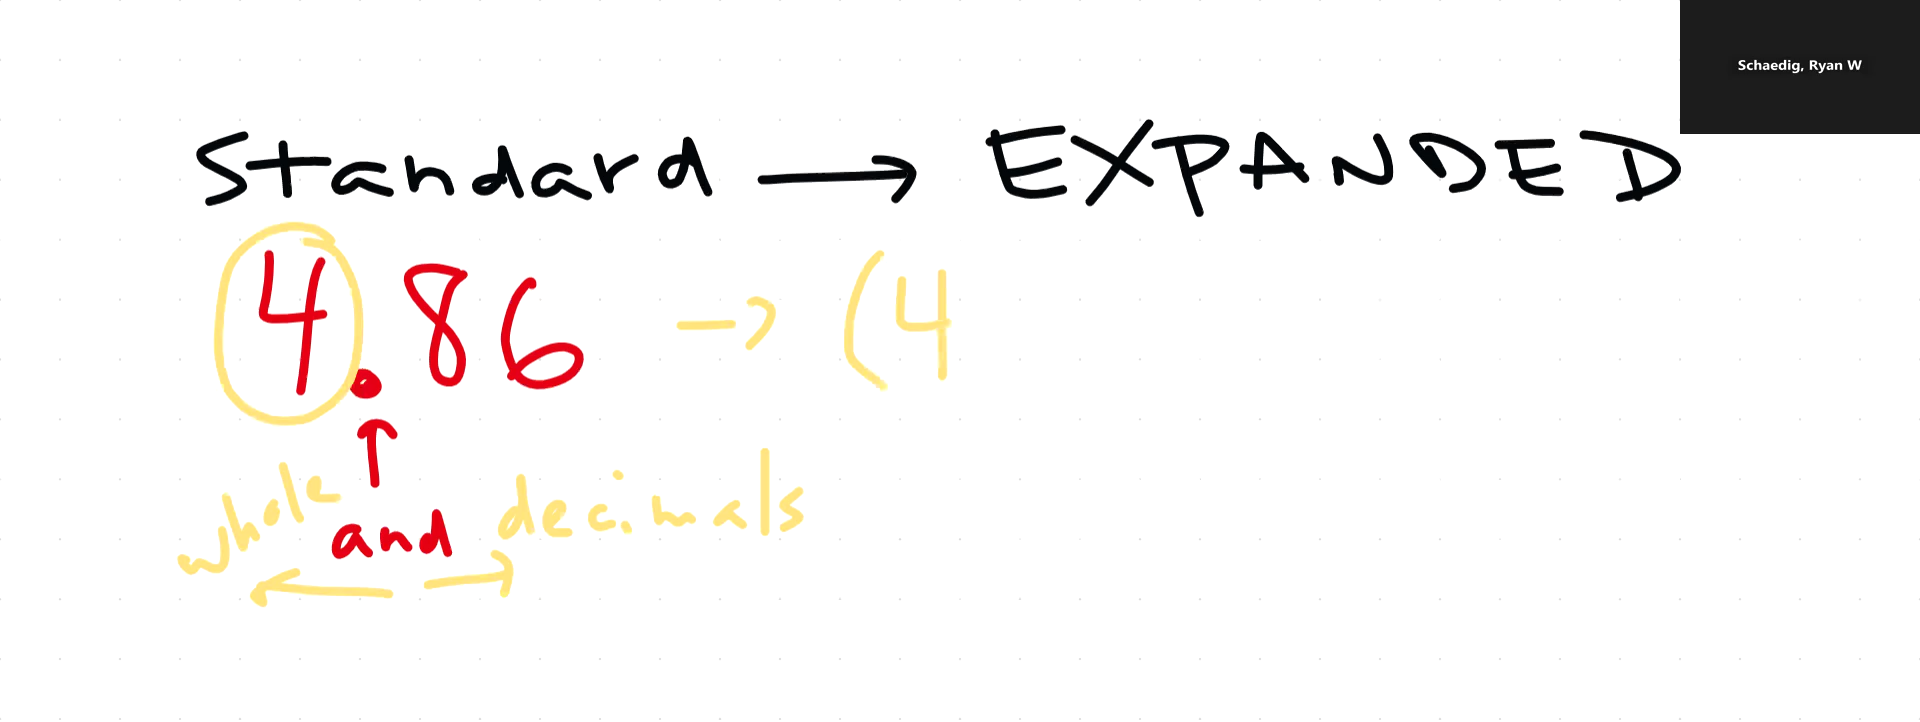 Schaedig, Ryan W
Standard → EXPANDED
4.86 → (4
↑
whole and decimals
← →